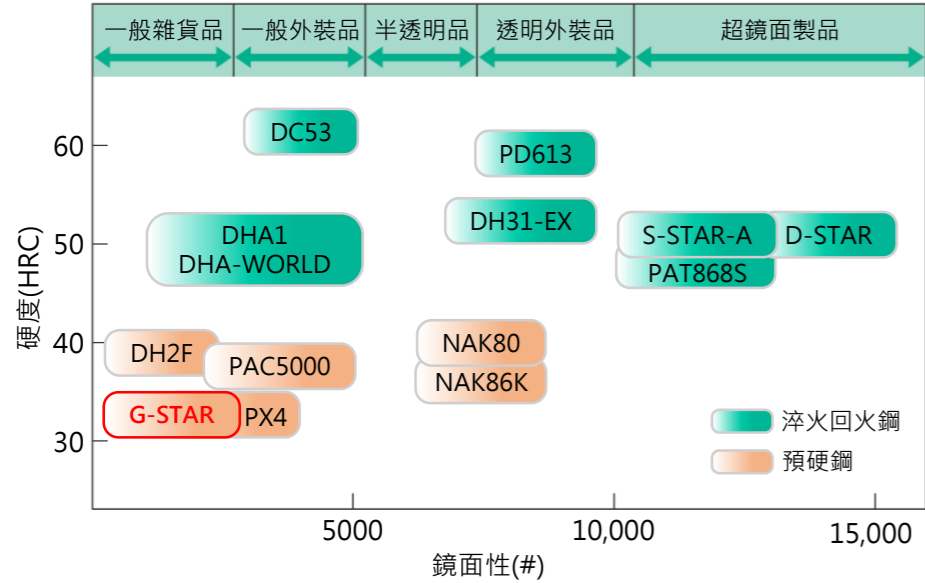 一般雜貨品 一般外裝品 半透明品 透明外裝品 超鏡面製品
硬度(HRC)
60
50
40
30
DC53
PD613
DHA1
DHA-WORLD
DH31-EX
S-STAR-A
D-STAR
PAT868S
DH2F
PAC5000
NAK80
NAK86K
G-STAR
PX4
淬火回火鋼
預硬鋼
5000
10,000
15,000
鏡面性(#)